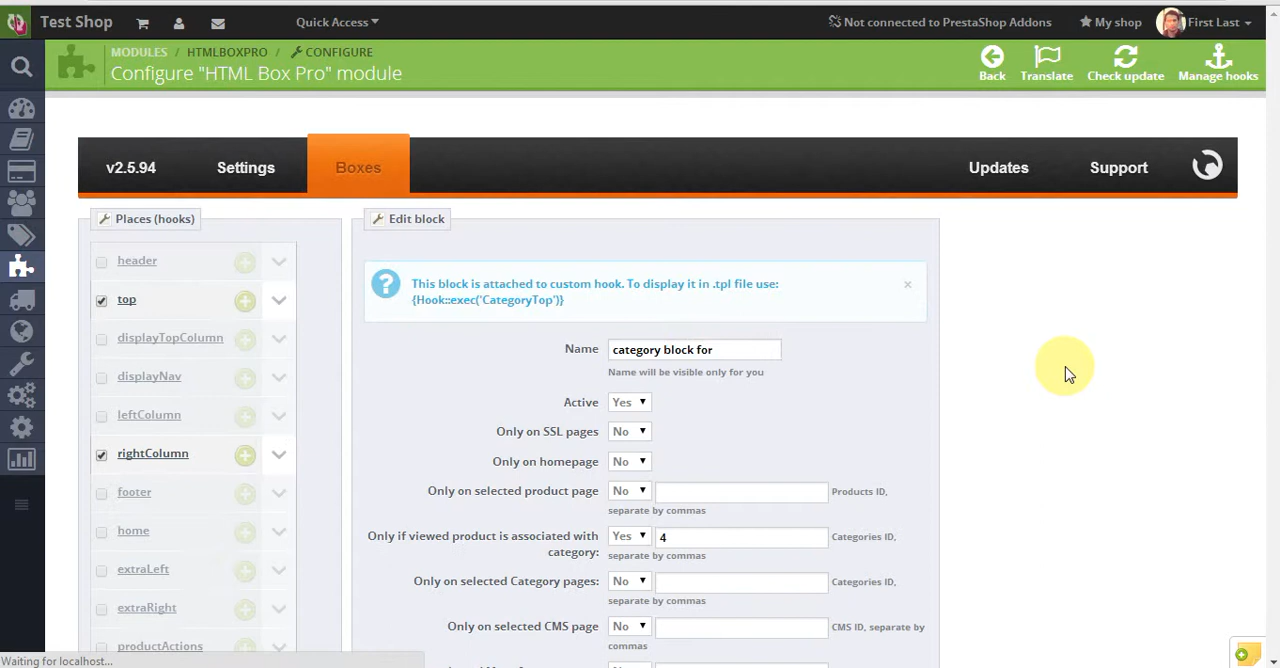 Test Shop
Quick Access
Not connected to PrestaShop Addons
My shop
First Last
MODULES / HTMLBOXPRO / CONFIGURE
Configure "HTML Box Pro" module
Back
Translate
Check update
Manage hooks
v2.5.94
Settings
Boxes
Updates
Support
Places (hooks)
header
top
displayTopColumn
displayNav
leftColumn
rightColumn
footer
home
extraLeft
extraRight
productActions
Edit block
This block is attached to custom hook. To display it in .tpl file use:
{Hook::exec('CategoryTop')}
Name
category block for
Name will be visible only for you
Active
Yes
Only on SSL pages
No
Only on homepage
No
Only on selected product page
No
Products ID,
separate by commas
Only if viewed product is associated with
category:
Yes
4
Categories ID,
separate by commas
Only on selected Category pages:
No
Categories ID,
separate by commas
Only on selected CMS page
No
CMS ID, separate by
commas
Waiting for localhost...